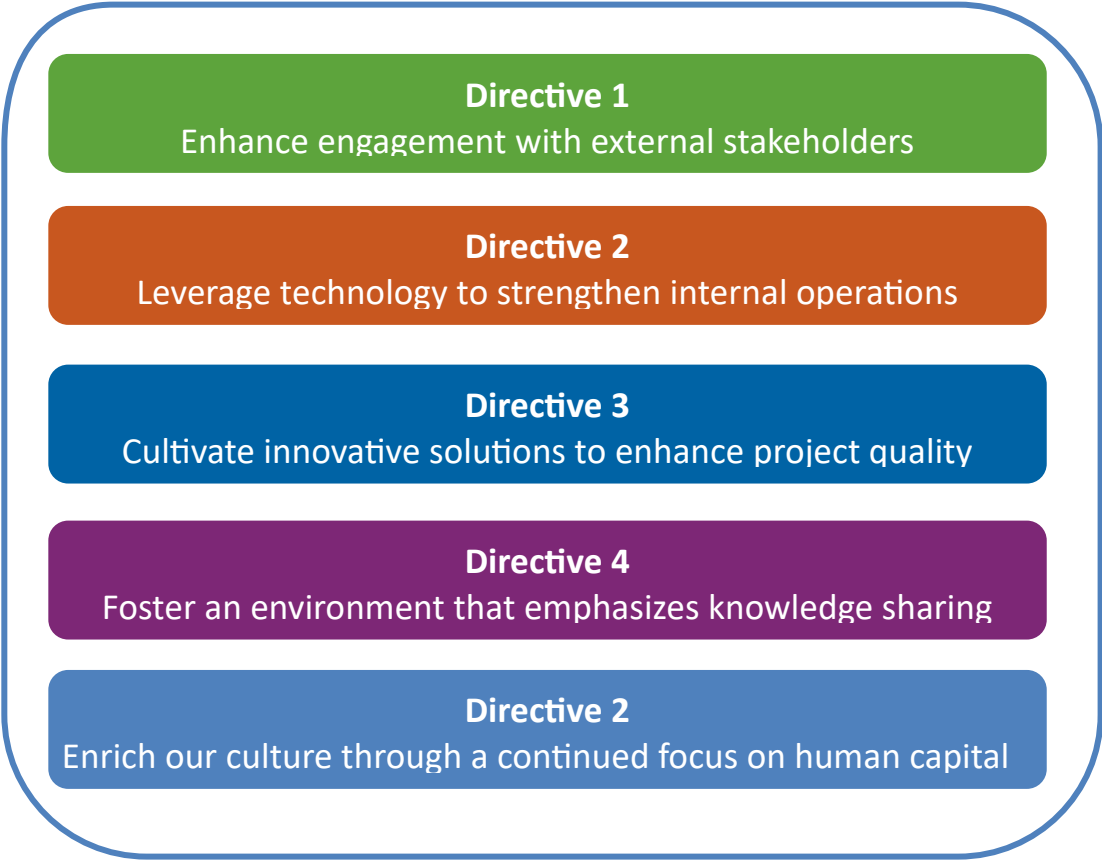 Directive 1
Enhance engagement with external stakeholders
Directive 2
Leverage technology to strengthen internal operations
Directive 3
Cultivate innovative solutions to enhance project quality
Directive 4
Foster an environment that emphasizes knowledge sharing
Directive 2
Enrich our culture through a continued focus on human capital